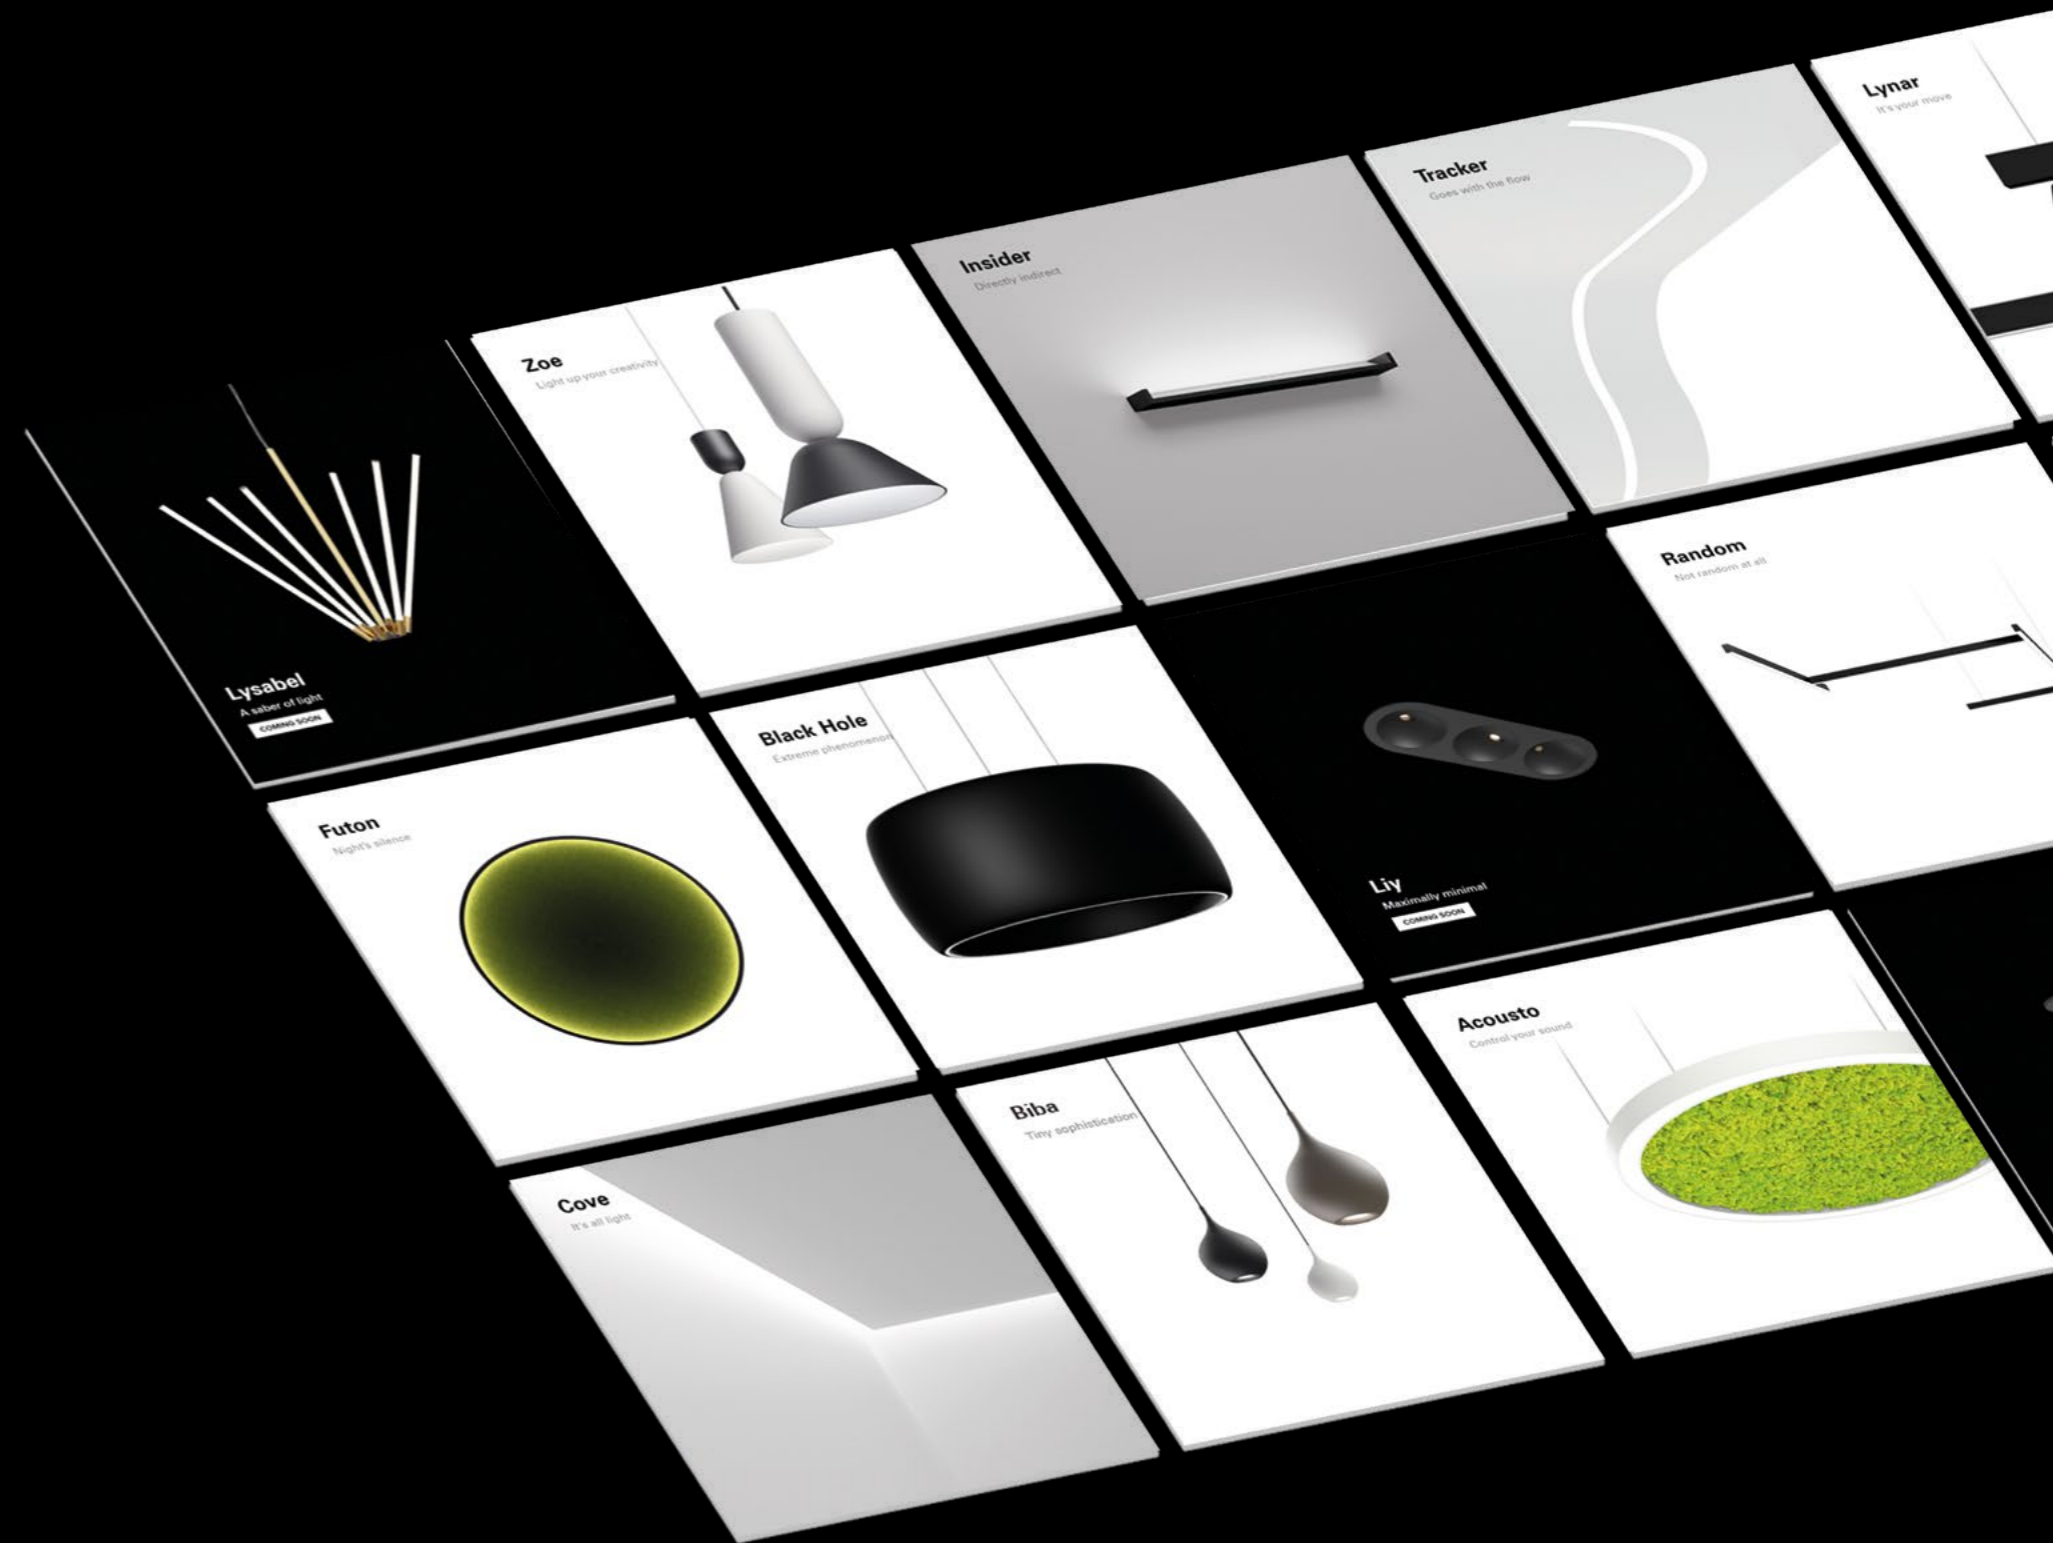 Lynar
It's your move
Tracker
Goes with the flow
Insider
Directly indirect
Zoe
Light up your creativity
Lysabel
A saber of light
COMING SOON
Random
Not random at all
Liy
Maximally minimal
COMING SOON
Black Hole
Extreme phenomenon
Futon
Night's silence
Acousto
Control your sound
Biba
Tiny sophistication
Cove
It's all light